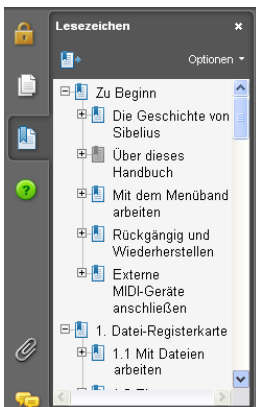 Lesezeichen
Optionen
Zu Beginn
Die Geschichte von
Sibelius
Über dieses
Handbuch
Mit dem Menüband
arbeiten
Rückgängig und
Wiederherstellen
Externe
MIDI-Geräte
anschließen
1. Datei-Registerkarte
1.1 Mit Dateien
arbeiten